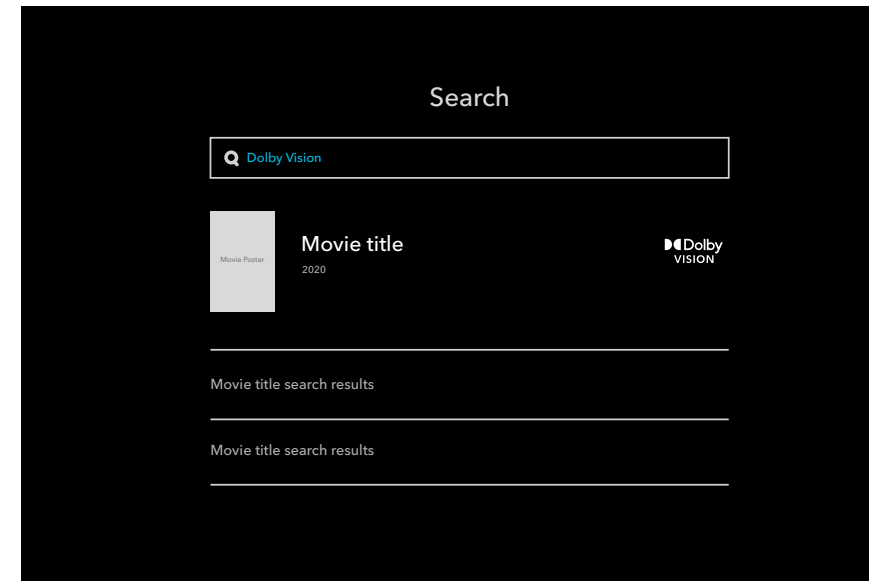 Search
Dolby Vision
Movie Poster
Movie title
2020
Dolby
VISION
Movie title search results
Movie title search results